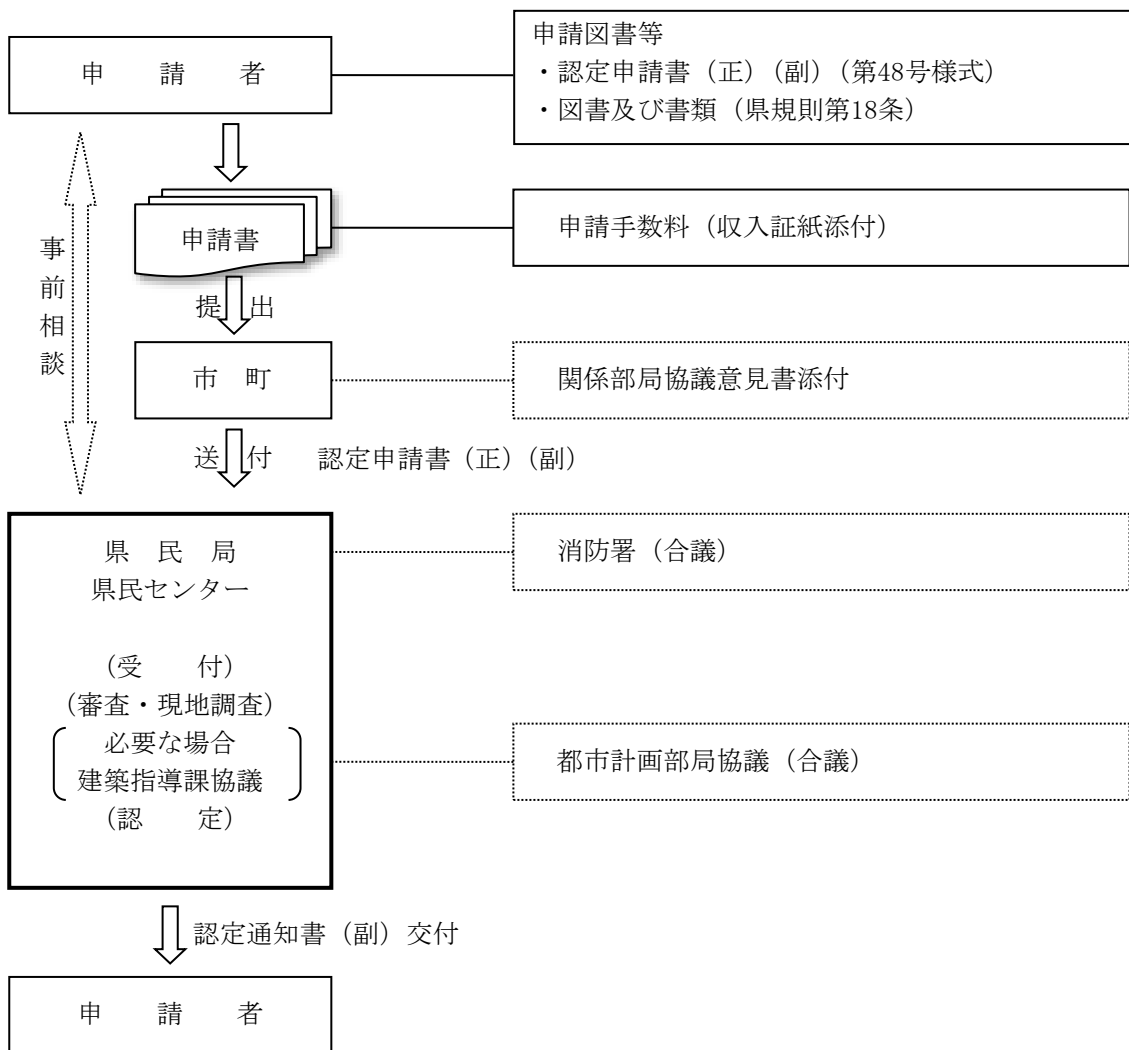 申請者
申請図書等
・認定申請書（正）（副）（第48号様式）
・図書及び書類（県規則第18条）
申請書
申請手数料（収入証紙添付）
事前相談
提出
市町
関係部局協議意見書添付
送付　認定申請書（正）（副）
県民局
県民センター
消防署（合議）
（受付）
（審査・現地調査）
必要な場合
建築指導課協議
（認定）
都市計画部局協議（合議）
認定通知書（副）交付
申請者